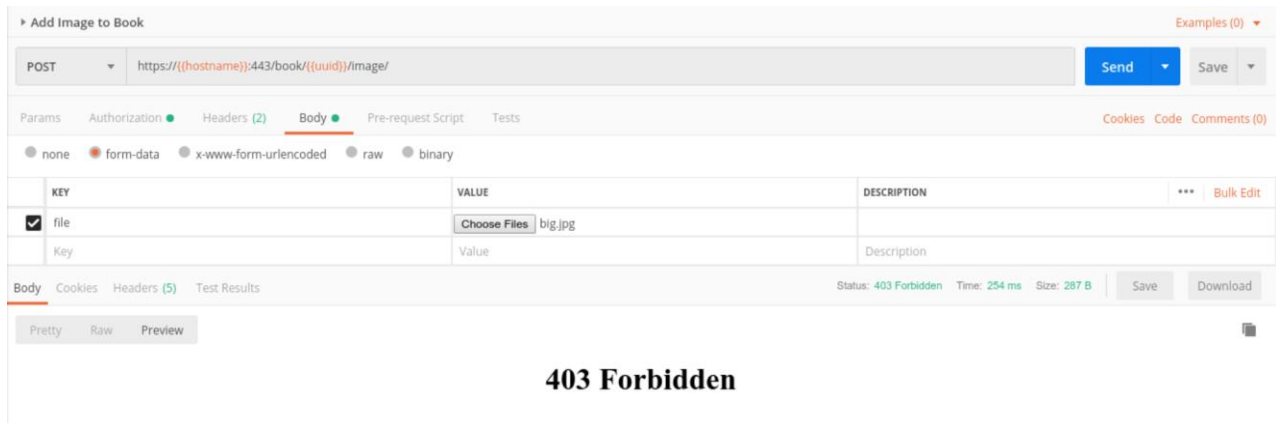 Add Image to Book Examples (0)
POST https://{{hostname}}:443/book/{{uuid}}/image/ Send Save
Params Authorization Headers (2) Body Pre-request Script Tests Cookies Code Comments (0)
none form-data x-www-form-urlencoded raw binary
KEY VALUE DESCRIPTION ••• Bulk Edit
file Choose Files big.jpg
Key Value Description
Body Cookies Headers (5) Test Results Status: 403 Forbidden Time: 254 ms Size: 287 B Save Download
Pretty Raw Preview
403 Forbidden